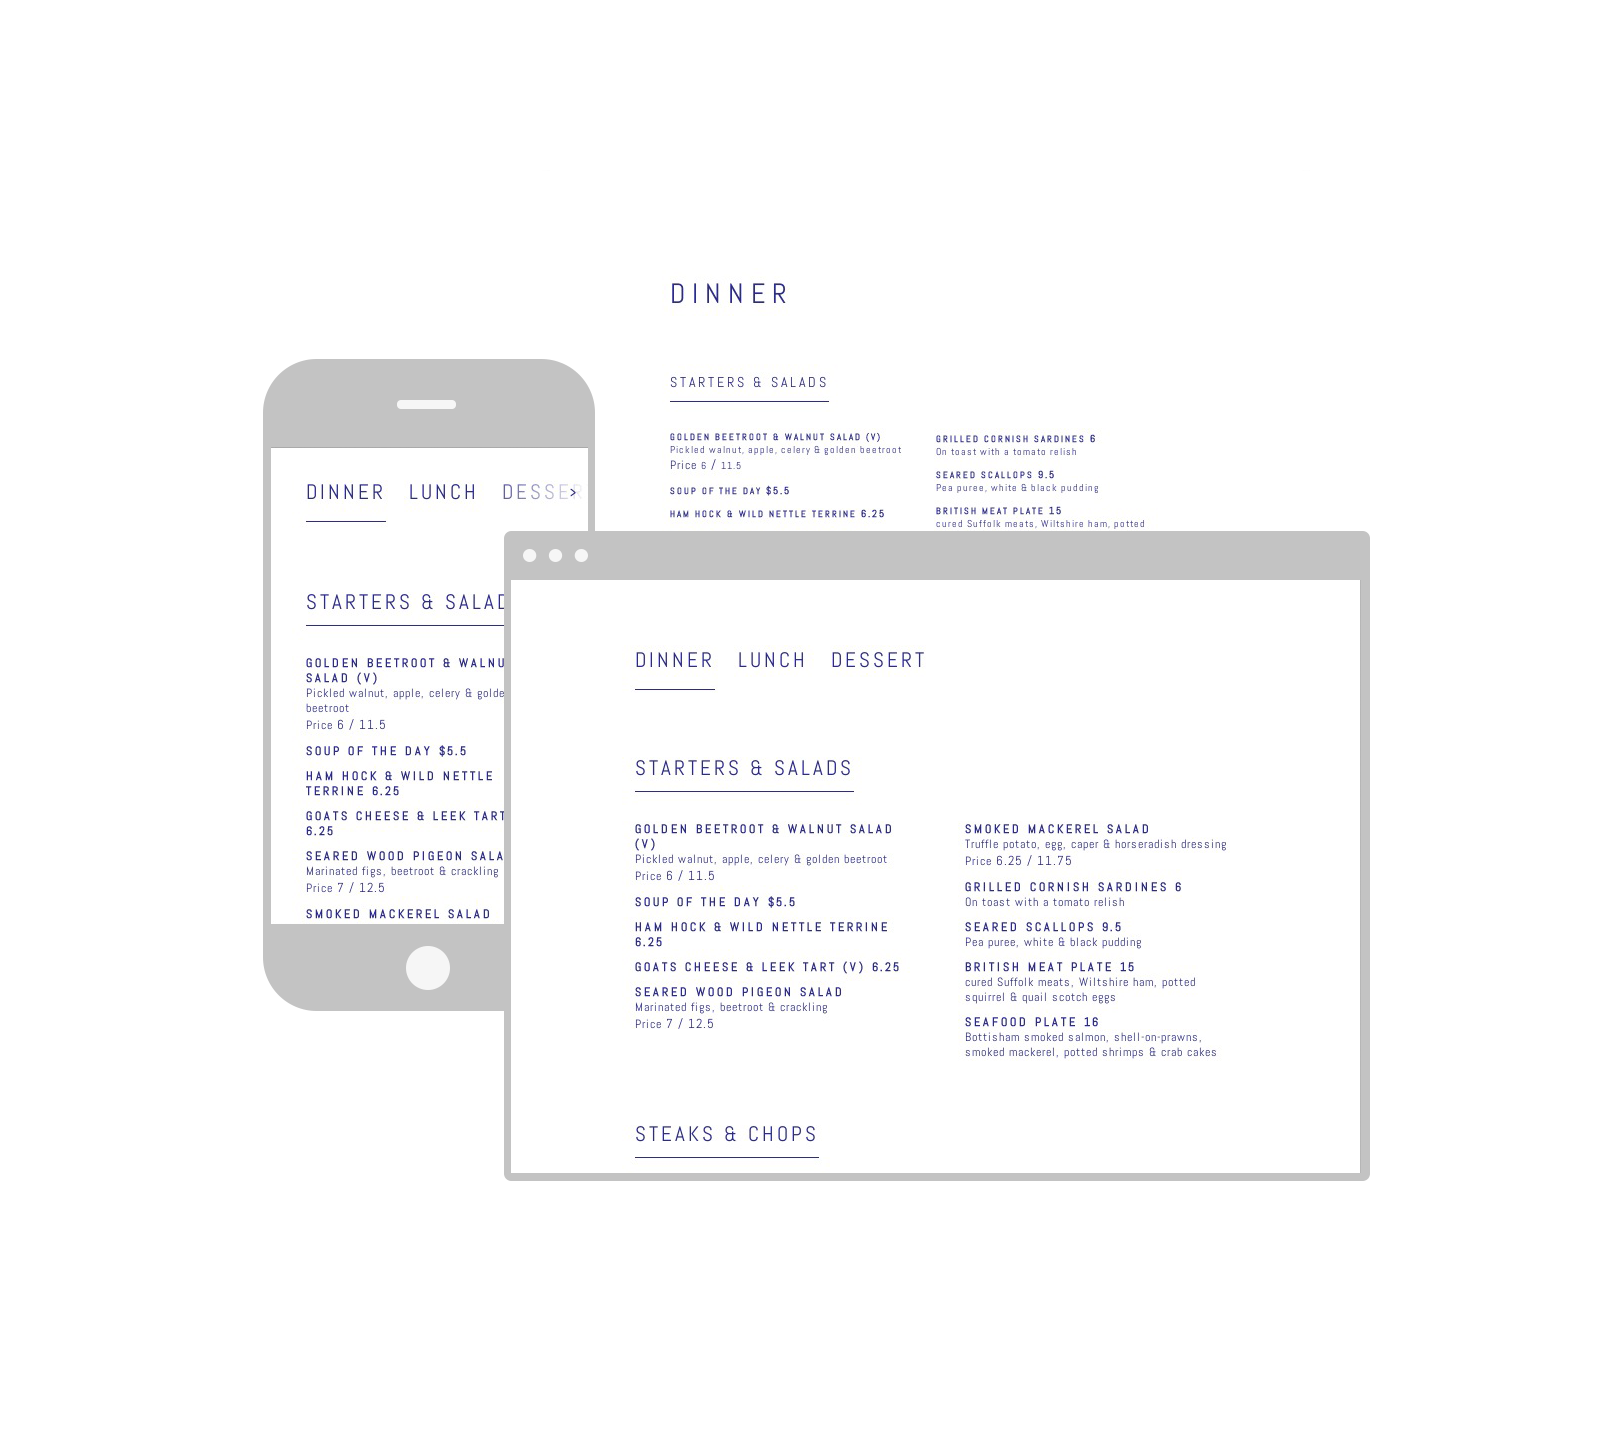 DINNER
STARTERS & SALADS
GOLDEN BEETROOT & WALNUT SALAD (V)
Pickled walnut, apple, celery & golden beetroot
Price 6 / 11.5
SOUP OF THE DAY $5.5
HAM HOCK & WILD NETTLE TERRINE 6.25
GRILLED CORNISH SARDINES 6
On toast with a tomato relish
SEARED SCALLOPS 9.5
Pea puree, white & black pudding
BRITISH MEAT PLATE 15
cured Suffolk meats, Wiltshire ham, potted
DINNER LUNCH DESSER>
STARTERS & SALAD
GOLDEN BEETROOT & WALNU
SALAD (V)
Pickled walnut, apple, celery & golde
beetroot
Price 6 / 11.5
SOUP OF THE DAY $5.5
HAM HOCK & WILD NETTLE
TERRINE 6.25
GOATS CHEESE & LEEK TART
6.25
SEARED WOOD PIGEON SALA
Marinated figs, beetroot & crackling
Price 7 / 12.5
SMOKED MACKEREL SALAD
DINNER LUNCH DESSERT
STARTERS & SALADS
GOLDEN BEETROOT & WALNUT SALAD
(V)
Pickled walnut, apple, celery & golden beetroot
Price 6 / 11.5
SOUP OF THE DAY $5.5
HAM HOCK & WILD NETTLE TERRINE
6.25
GOATS CHEESE & LEEK TART (V) 6.25
SEARED WOOD PIGEON SALAD
Marinated figs, beetroot & crackling
Price 7 / 12.5
SMOKED MACKEREL SALAD
Truffle potato, egg, caper & horseradish dressing
Price 6.25 / 11.75
GRILLED CORNISH SARDINES 6
On toast with a tomato relish
SEARED SCALLOPS 9.5
Pea puree, white & black pudding
BRITISH MEAT PLATE 15
cured Suffolk meats, Wiltshire ham, potted
squirrel & quail scotch eggs
SEAFOOD PLATE 16
Bottisham smoked salmon, shell-on-prawns,
smoked mackerel, potted shrimps & crab cakes
STEAKS & CHOPS